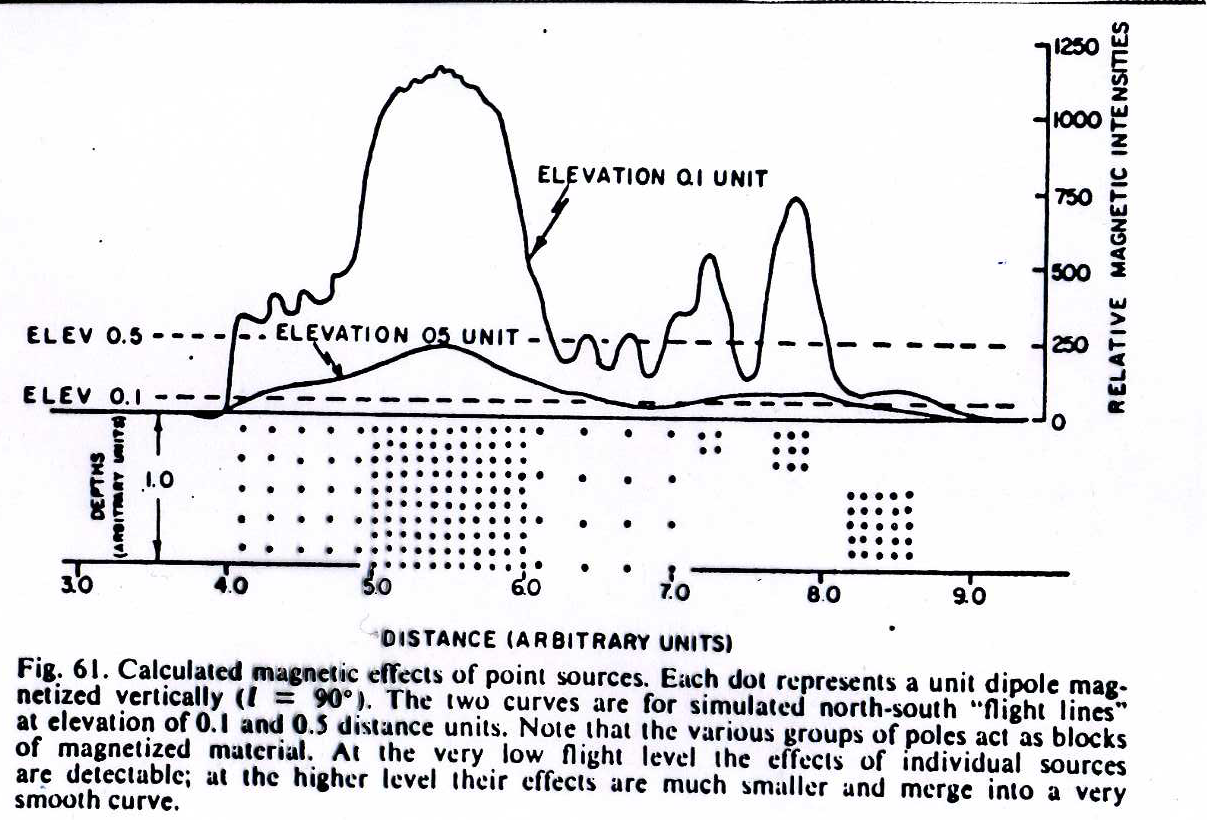 1250
1000
750
500
250
0
RELATIVE MAGNETIC INTENSITIES
ELEVATION 0.1 UNIT
ELEV 0.5
ELEVATION 05 UNIT
ELEV 0.1
DEPTHS
(ARBITRARY UNITS)
1.0
3.0 4.0 5.0 6.0 7.0 8.0 9.0
DISTANCE (ARBITRARY UNITS)
Fig. 61. Calculated magnetic effects of point sources. Each dot represents a unit dipole mag-
netized vertically (I = 90°). The two curves are for simulated north-south "flight lines"
at elevation of 0.1 and 0.5 distance units. Note that the various groups of poles act as blocks
of magnetized material. At the very low flight level the effects of individual sources
are detectable; at the higher level their effects are much smaller and merge into a very
smooth curve.